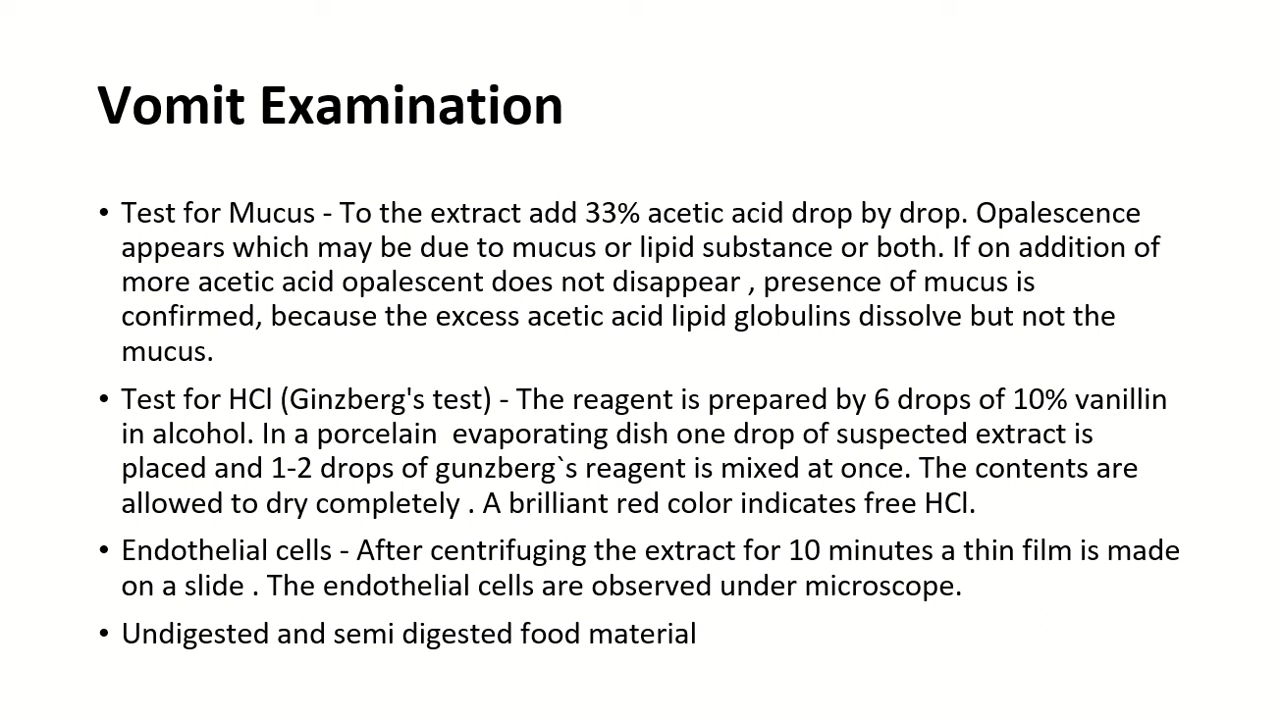 Vomit Examination
• Test for Mucus - To the extract add 33% acetic acid drop by drop. Opalescence
appears which may be due to mucus or lipid substance or both. If on addition of
more acetic acid opalescent does not disappear , presence of mucus is
confirmed, because the excess acetic acid lipid globulins dissolve but not the
mucus.
• Test for HCl (Ginzberg's test) - The reagent is prepared by 6 drops of 10% vanillin
in alcohol. In a porcelain  evaporating dish one drop of suspected extract is
placed and 1-2 drops of gunzberg`s reagent is mixed at once. The contents are
allowed to dry completely . A brilliant red color indicates free HCl.
• Endothelial cells - After centrifuging the extract for 10 minutes a thin film is made
on a slide . The endothelial cells are observed under microscope.
• Undigested and semi digested food material